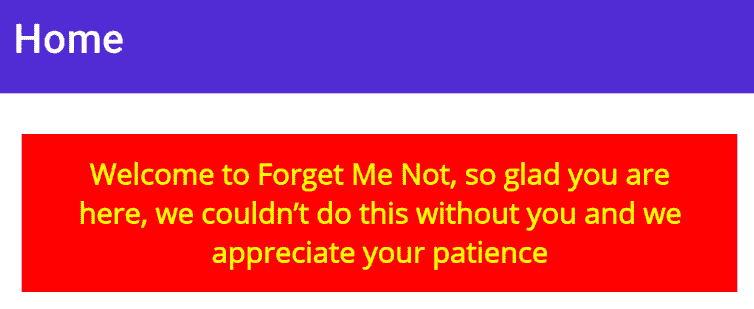 Home
Welcome to Forget Me Not, so glad you are
here, we couldn’t do this without you and we
appreciate your patience